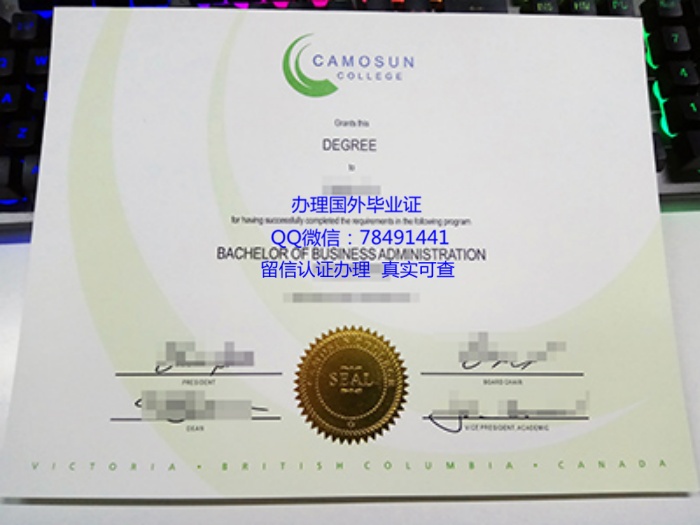 CAMOSUN
COLLEGE
Grants this
DEGREE
to
办理国外毕业证
for having successfully completed the requirements in the following program
QQ微信：78491441
BACHELOR OF BUSINESS ADMINISTRATION
留信认证办理 真实可查
SEAL
PRESIDENT
BOARD CHAIR
DEAN
VICE PRESIDENT, ACADEMIC
VICTORIA • BRITISH COLUMBIA • CANADA